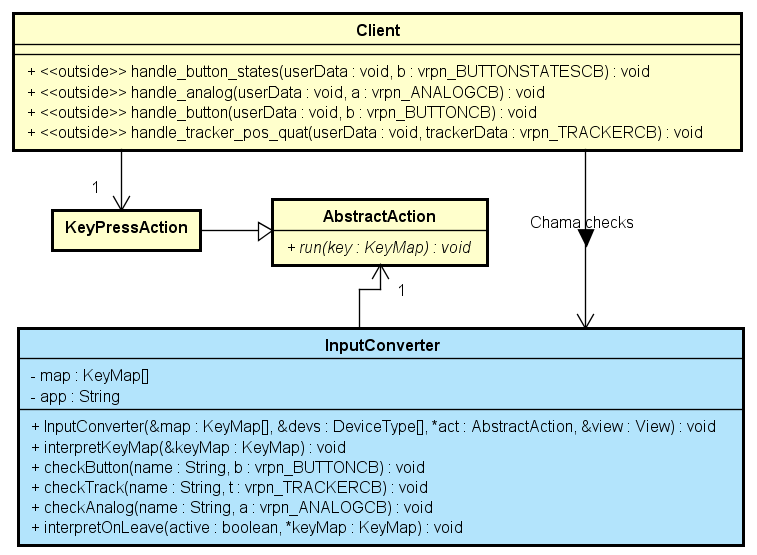 Client
+ <<outside>> handle_button_states(userData : void, b : vrpn_BUTTONSTATESCB) : void
+ <<outside>> handle_analog(userData : void, a : vrpn_ANALOGCB) : void
+ <<outside>> handle_button(userData : void, b : vrpn_BUTTONCB) : void
+ <<outside>> handle_tracker_pos_quat(userData : void, trackerData : vrpn_TRACKERCB) : void
1
KeyPressAction
AbstractAction
+ run(key : KeyMap) : void
Chama checks
1
InputConverter
- map : KeyMap[]
- app : String
+ InputConverter(&map : KeyMap[], &devs : DeviceType[], *act : AbstractAction, &view : View) : void
+ interpretKeyMap(&keyMap : KeyMap) : void
+ checkButton(name : String, b : vrpn_BUTTONCB) : void
+ checkTrack(name : String, t : vrpn_TRACKERCB) : void
+ checkAnalog(name : String, a : vrpn_ANALOGCB) : void
+ interpretOnLeave(active : boolean, *keyMap : KeyMap) : void